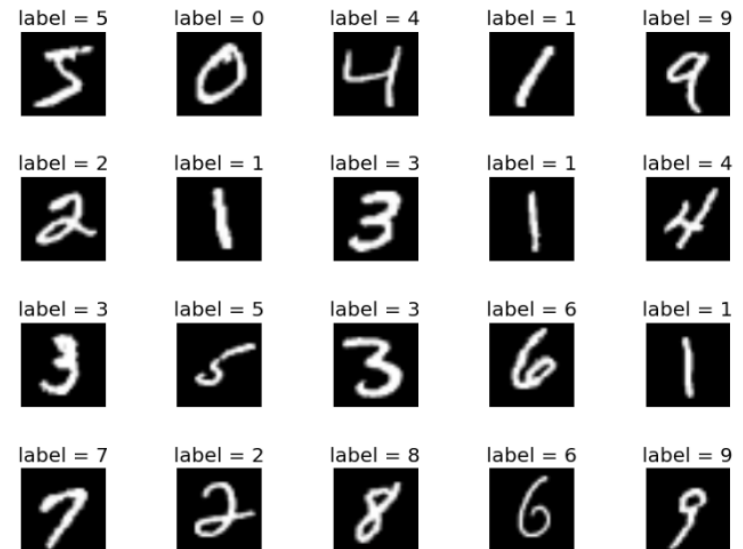 label = 5 label = 0 label = 4 label = 1 label = 9
5 0 4 1 9
label = 2 label = 1 label = 3 label = 1 label = 4
2 1 3 1 4
label = 3 label = 5 label = 3 label = 6 label = 1
3 5 3 6 1
label = 7 label = 2 label = 8 label = 6 label = 9
7 2 8 6 9